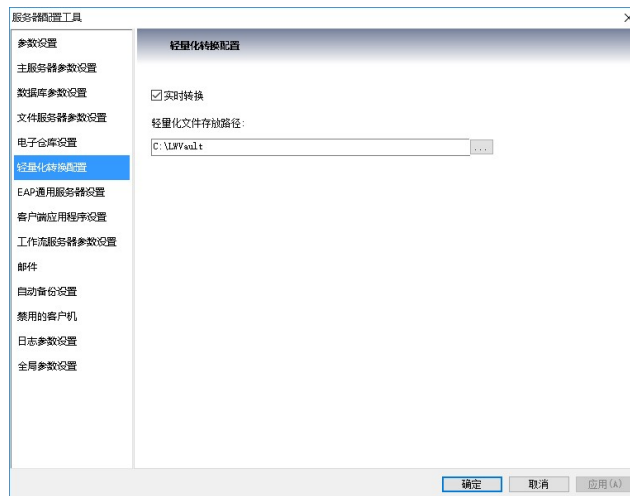 服务器配置工具
参数设置
主服务器参数设置
数据库参数设置
文件服务器参数设置
电子仓库设置
轻量化转换配置
EAP通用服务器设置
客户端应用程序设置
工作流服务器参数设置
邮件
自动备份设置
禁用的客户机
日志参数设置
全局参数设置
轻量化转换配置
实时转换
轻量化文件存放路径:
C:\LWVault
...
确定
取消
应用(A)